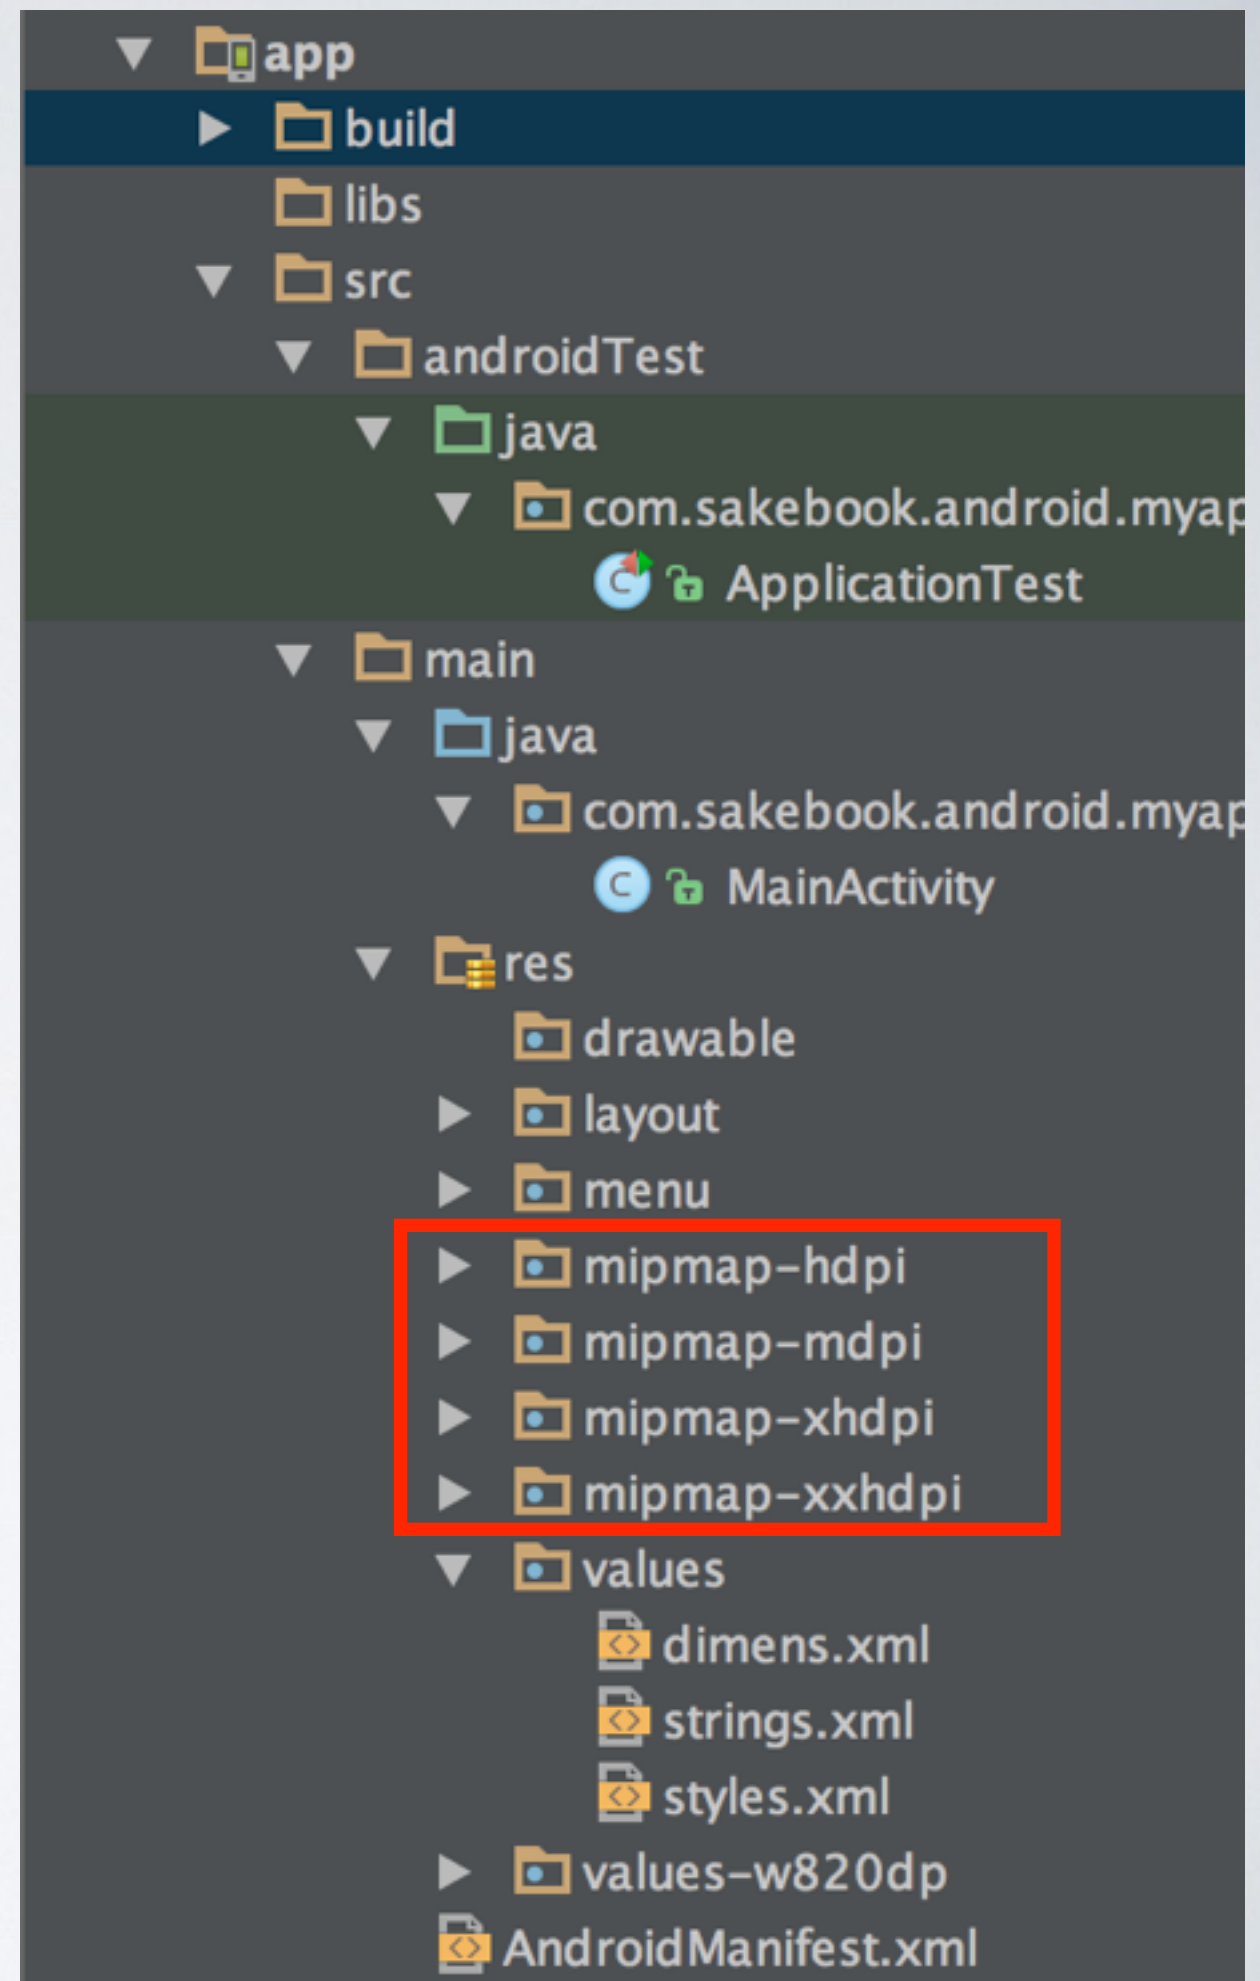 app
build
libs
src
androidTest
java
com.sakebook.android.myap
ApplicationTest
main
java
com.sakebook.android.myap
MainActivity
res
drawable
layout
menu
mipmap-hdpi
mipmap-mdpi
mipmap-xhdpi
mipmap-xxhdpi
values
dimens.xml
strings.xml
styles.xml
values-w820dp
AndroidManifest.xml